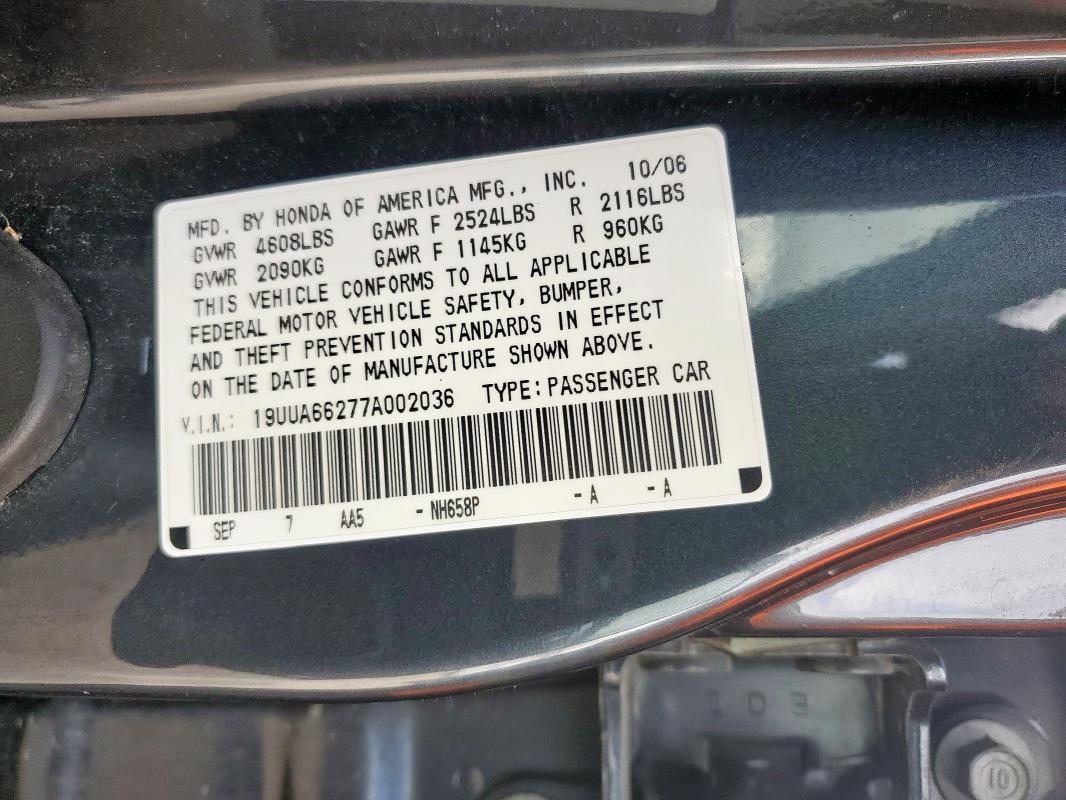 MFD. BY HONDA OF AMERICA MFG., INC. 10/06
GVWR 4608LBS GAWR F 2524LBS R 2116LBS
GVWR 2090KG GAWR F 1145KG R 960KG
THIS VEHICLE CONFORMS TO ALL APPLICABLE
FEDERAL MOTOR VEHICLE SAFETY, BUMPER,
AND THEFT PREVENTION STANDARDS IN EFFECT
ON THE DATE OF MANUFACTURE SHOWN ABOVE.
V.I.N.: 19UUA66277A002036 TYPE:PASSENGER CAR
SEP 7 AA5 -NH658P -A -A
103
10